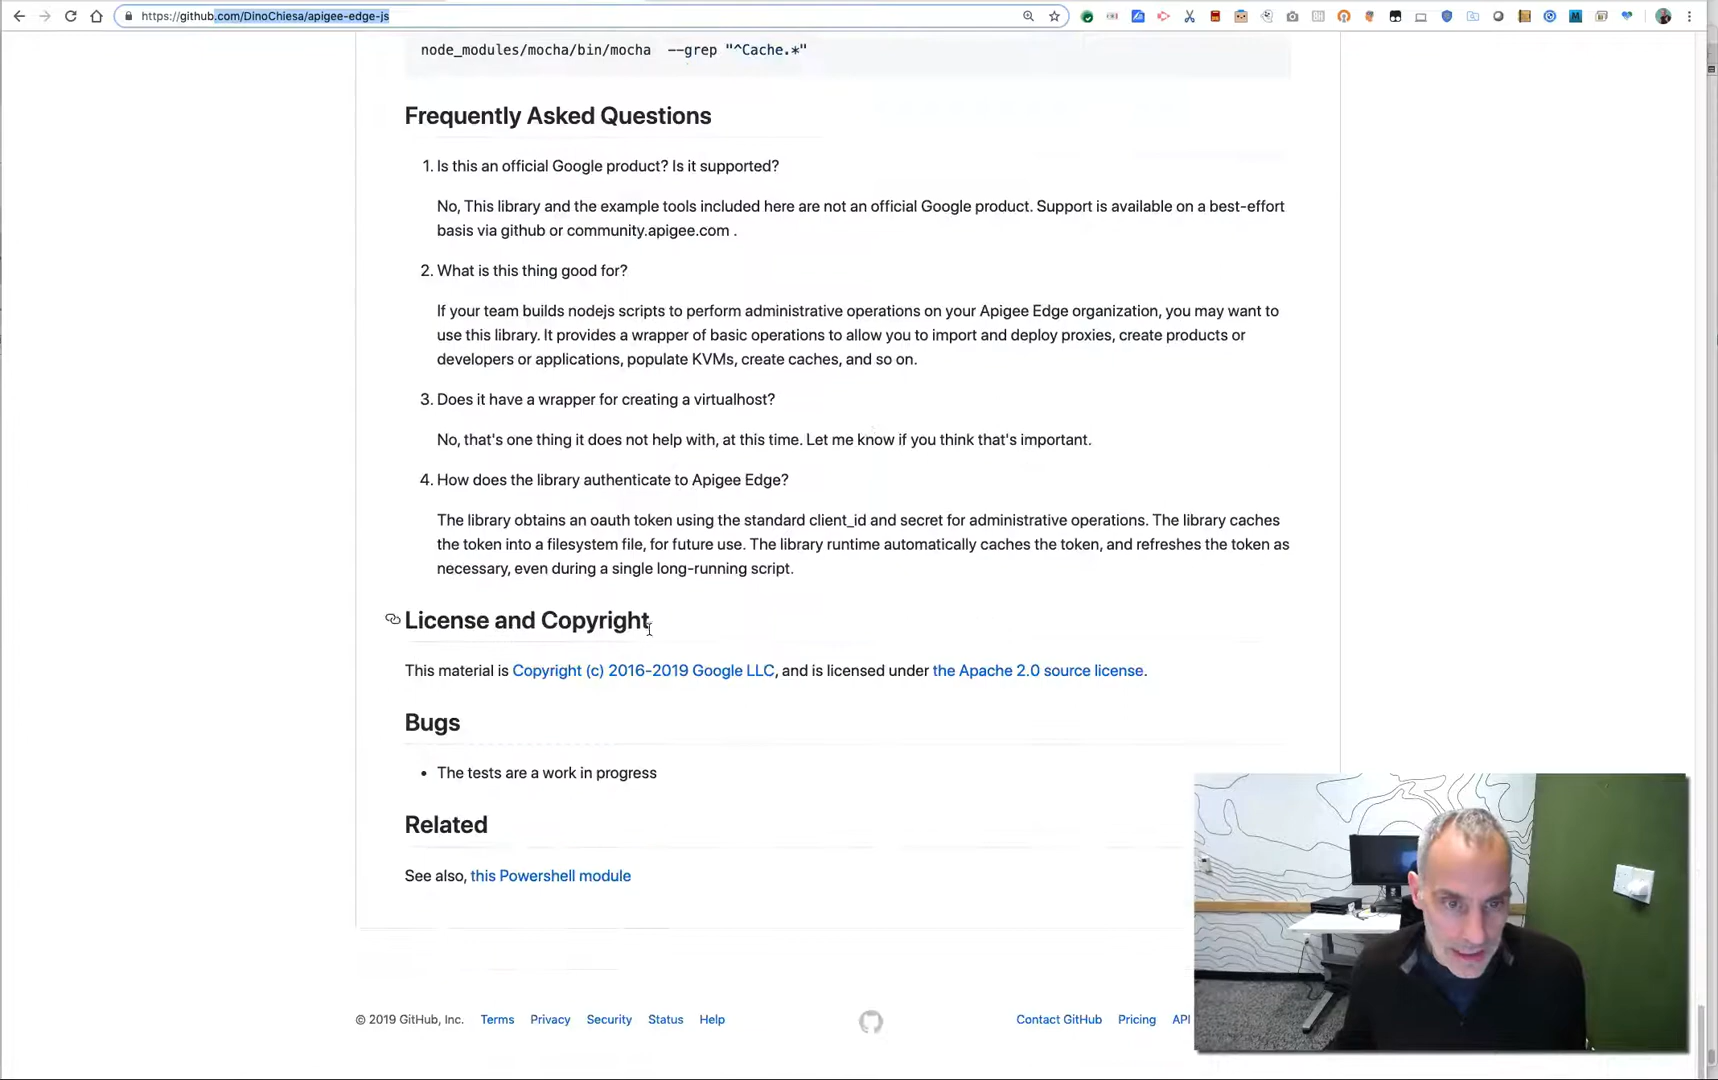 https://github.com/DinoChiesa/apigee-edge-js
node_modules/mocha/bin/mocha  --grep "^Cache.*"
Frequently Asked Questions
1. Is this an official Google product? Is it supported?
No, This library and the example tools included here are not an official Google product. Support is available on a best-effort
basis via github or community.apigee.com .
2. What is this thing good for?
If your team builds nodejs scripts to perform administrative operations on your Apigee Edge organization, you may want to
use this library. It provides a wrapper of basic operations to allow you to import and deploy proxies, create products or
developers or applications, populate KVMs, create caches, and so on.
3. Does it have a wrapper for creating a virtualhost?
No, that's one thing it does not help with, at this time. Let me know if you think that's important.
4. How does the library authenticate to Apigee Edge?
The library obtains an oauth token using the standard client_id and secret for administrative operations. The library caches
the token into a filesystem file, for future use. The library runtime automatically caches the token, and refreshes the token as
necessary, even during a single long-running script.
License and Copyright
This material is Copyright (c) 2016-2019 Google LLC, and is licensed under the Apache 2.0 source license.
Bugs
• The tests are a work in progress
Related
See also, this Powershell module
© 2019 GitHub, Inc. Terms Privacy Security Status Help Contact GitHub Pricing API